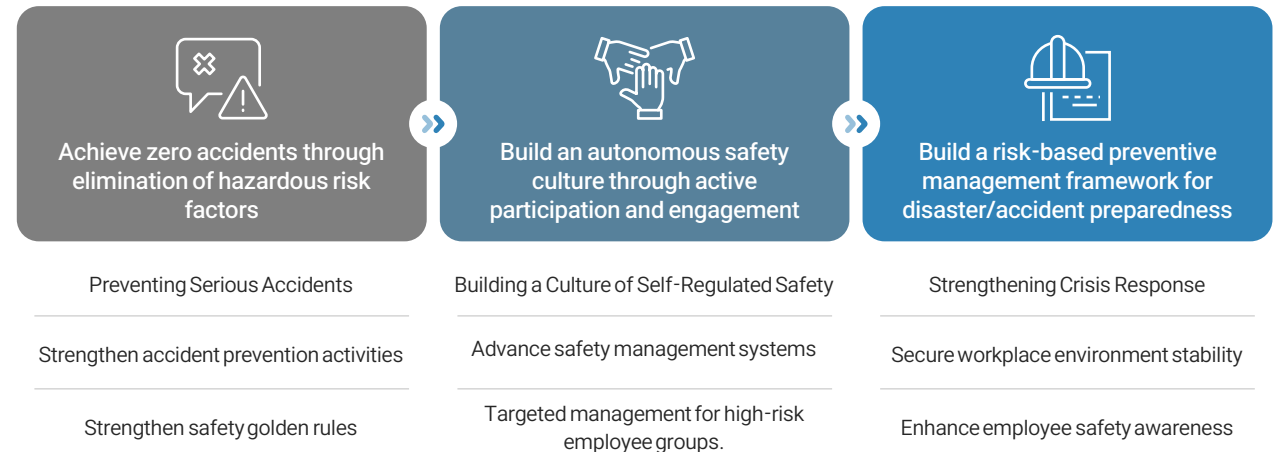 Achieve zero accidents through
elimination of hazardous risk
factors
Build an autonomous safety
culture through active
participation and engagement
Build a risk-based preventive
management framework for
disaster/accident preparedness
Preventing Serious Accidents
Strengthen accident prevention activities
Strengthen safety golden rules
Building a Culture of Self-Regulated Safety
Advance safety management systems
Targeted management for high-risk
employee groups.
Strengthening Crisis Response
Secure workplace environment stability
Enhance employee safety awareness